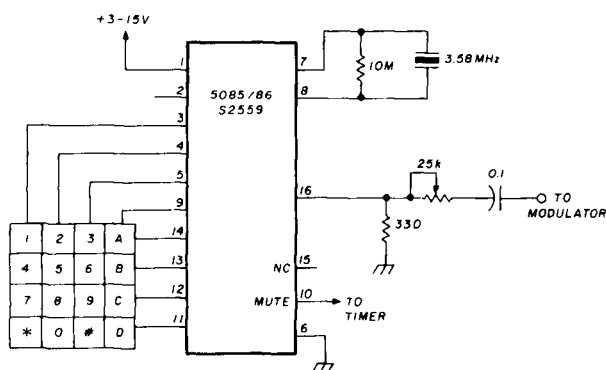 +3-15V
1
2
3
4
5
9
14
13
12
11
5085/86
S2559
7
8
10M
3.58MHz
16
25k
0.1
TO
MODULATOR
330
NC
15
MUTE
10
TO
TIMER
6
1 2 3 A
4 5 6 B
7 8 9 C
* 0 # D